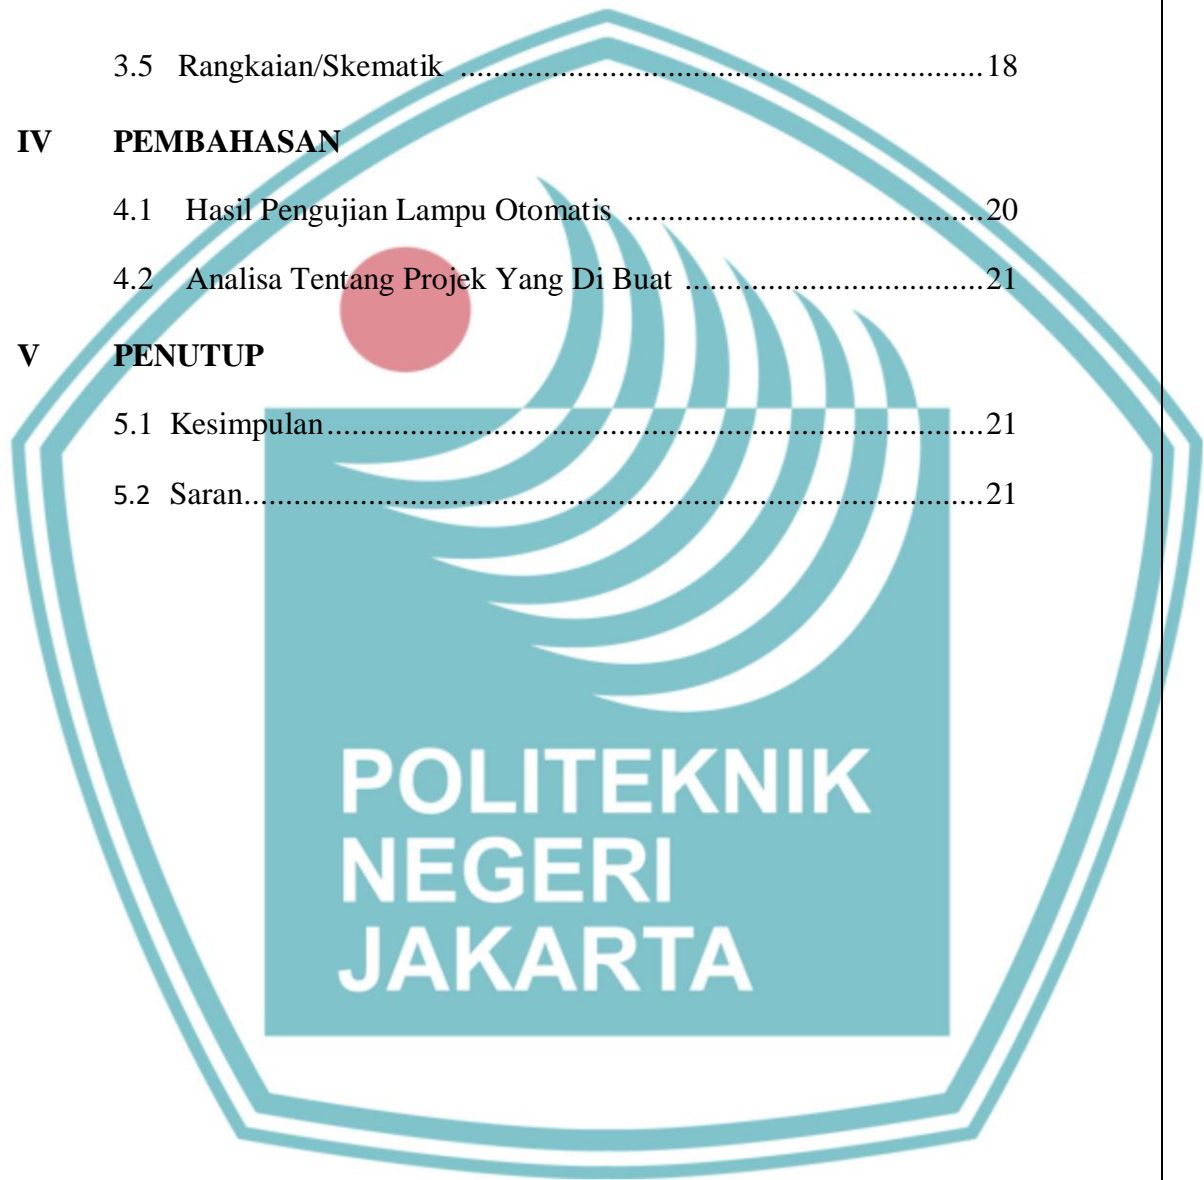 3.5 Rangkaian/Skematik ................................................................18
IV PEMBAHASAN
4.1 Hasil Pengujian Lampu Otomatis ...........................................20
4.2 Analisa Tentang Projek Yang Di Buat ....................................21
V PENUTUP
5.1 Kesimpulan................................................................................21
5.2 Saran..........................................................................................21
POLITEKNIK
NEGERI
JAKARTA